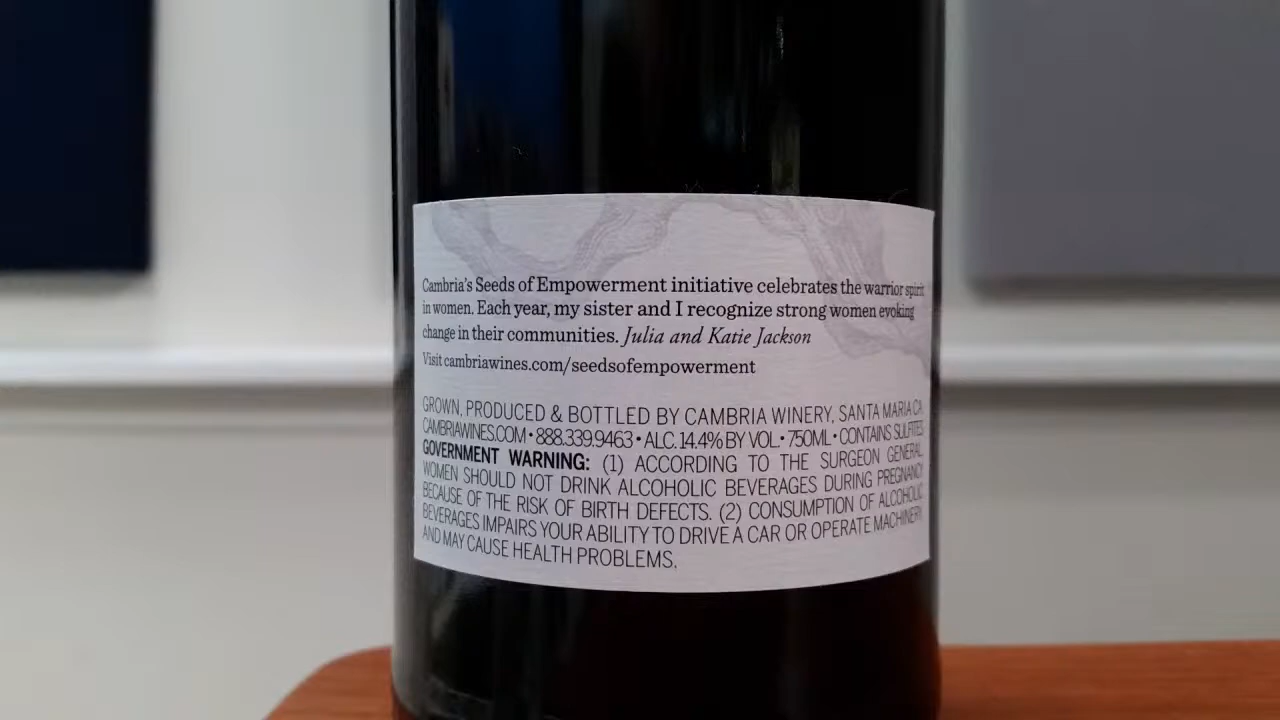 Cambria's Seeds of Empowerment initiative celebrates the warrior spirit
in women. Each year, my sister and I recognize strong women evoking
change in their communities. Julia and Katie Jackson
Visit cambriawines.com/seedsofempowerment
GROWN, PRODUCED & BOTTLED BY CAMBRIA WINERY, SANTA MARIA CA
CAMBRIAWINES.COM • 888.339.9463 • ALC. 14.4% BY VOL. • 750ML • CONTAINS SULFITES
GOVERNMENT WARNING: (1) ACCORDING TO THE SURGEON GENERAL,
WOMEN SHOULD NOT DRINK ALCOHOLIC BEVERAGES DURING PREGNANCY
BECAUSE OF THE RISK OF BIRTH DEFECTS. (2) CONSUMPTION OF ALCOHOLIC
BEVERAGES IMPAIRS YOUR ABILITY TO DRIVE A CAR OR OPERATE MACHINERY,
AND MAY CAUSE HEALTH PROBLEMS.